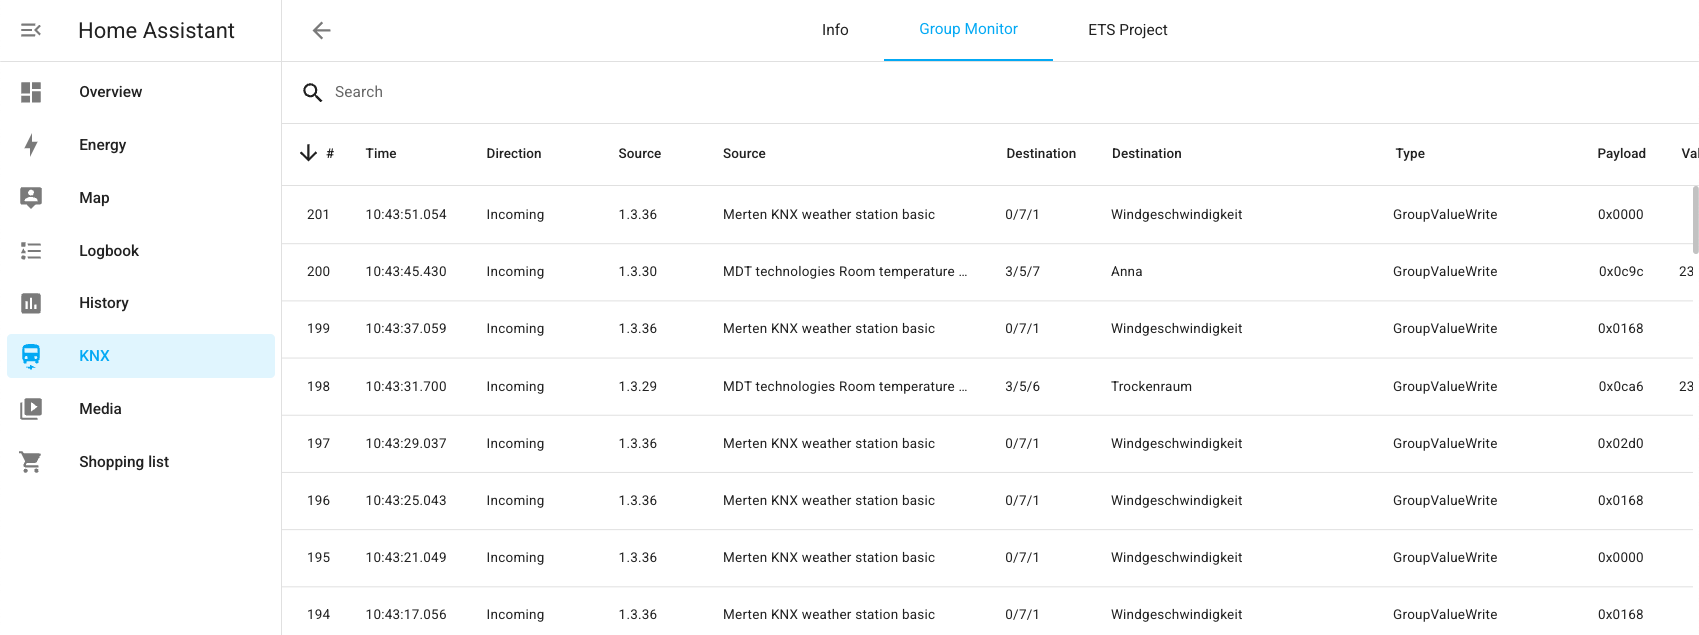 Home Assistant
Info Group Monitor ETS Project
Overview
Energy
Map
Logbook
History
KNX
Media
Shopping list
Search
# Time Direction Source Source Destination Destination Type Payload Val
201 10:43:51.054 Incoming 1.3.36 Merten KNX weather station basic 0/7/1 Windgeschwindigkeit GroupValueWrite 0x0000
200 10:43:45.430 Incoming 1.3.30 MDT technologies Room temperature … 3/5/7 Anna GroupValueWrite 0x0c9c 23
199 10:43:37.059 Incoming 1.3.36 Merten KNX weather station basic 0/7/1 Windgeschwindigkeit GroupValueWrite 0x0168
198 10:43:31.700 Incoming 1.3.29 MDT technologies Room temperature … 3/5/6 Trockenraum GroupValueWrite 0x0ca6 23
197 10:43:29.037 Incoming 1.3.36 Merten KNX weather station basic 0/7/1 Windgeschwindigkeit GroupValueWrite 0x02d0
196 10:43:25.043 Incoming 1.3.36 Merten KNX weather station basic 0/7/1 Windgeschwindigkeit GroupValueWrite 0x0168
195 10:43:21.049 Incoming 1.3.36 Merten KNX weather station basic 0/7/1 Windgeschwindigkeit GroupValueWrite 0x0000
194 10:43:17.056 Incoming 1.3.36 Merten KNX weather station basic 0/7/1 Windgeschwindigkeit GroupValueWrite 0x0168